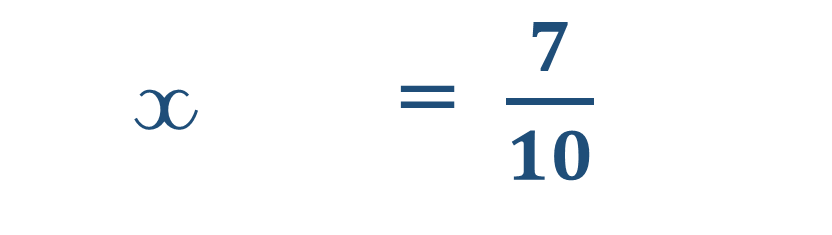 x = 7/10